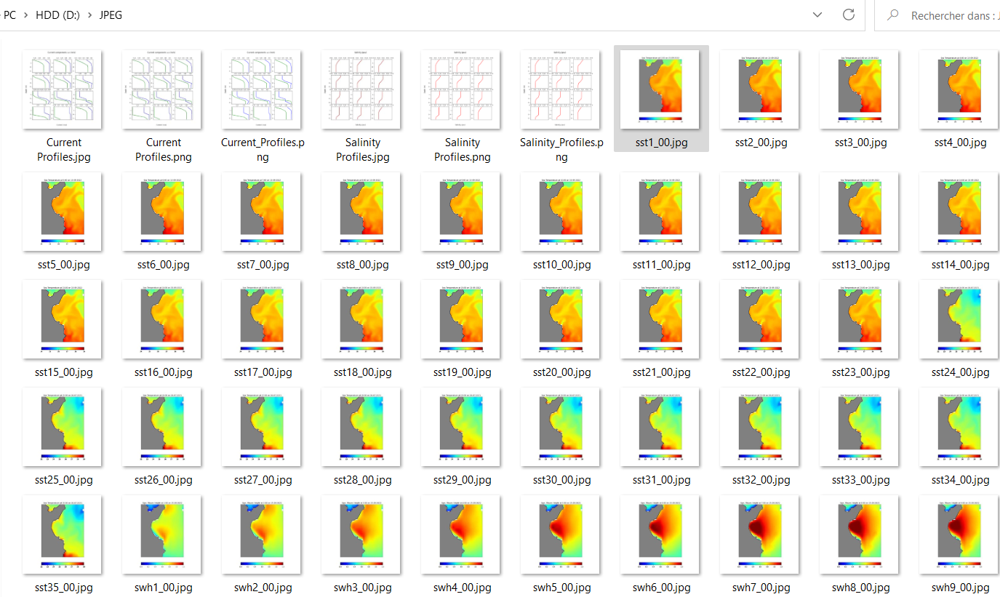 PC > HDD (D:) > JPEG
Rechercher dans : J
Current Profiles.jpg
Current Profiles.png
Current_Profiles.p
ng
Salinity Profiles.jpg
Salinity Profiles.png
Salinity_Profiles.p
ng
sst1_00.jpg
sst2_00.jpg
sst3_00.jpg
sst4_00.jpg
sst5_00.jpg
sst6_00.jpg
sst7_00.jpg
sst8_00.jpg
sst9_00.jpg
sst10_00.jpg
sst11_00.jpg
sst12_00.jpg
sst13_00.jpg
sst14_00.jpg
sst15_00.jpg
sst16_00.jpg
sst17_00.jpg
sst18_00.jpg
sst19_00.jpg
sst20_00.jpg
sst21_00.jpg
sst22_00.jpg
sst23_00.jpg
sst24_00.jpg
sst25_00.jpg
sst26_00.jpg
sst27_00.jpg
sst28_00.jpg
sst29_00.jpg
sst30_00.jpg
sst31_00.jpg
sst32_00.jpg
sst33_00.jpg
sst34_00.jpg
sst35_00.jpg
swh1_00.jpg
swh2_00.jpg
swh3_00.jpg
swh4_00.jpg
swh5_00.jpg
swh6_00.jpg
swh7_00.jpg
swh8_00.jpg
swh9_00.jpg